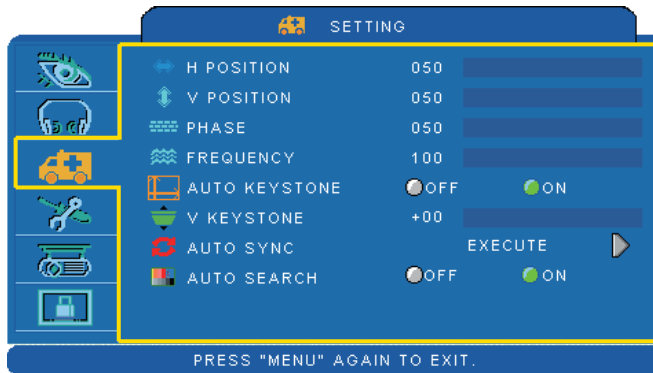 SETTING
H POSITION 050
V POSITION 050
PHASE 050
FREQUENCY 100
AUTO KEYSTONE OFF ON
V KEYSTONE +00
AUTO SYNC EXECUTE
AUTO SEARCH OFF ON
PRESS "MENU" AGAIN TO EXIT.